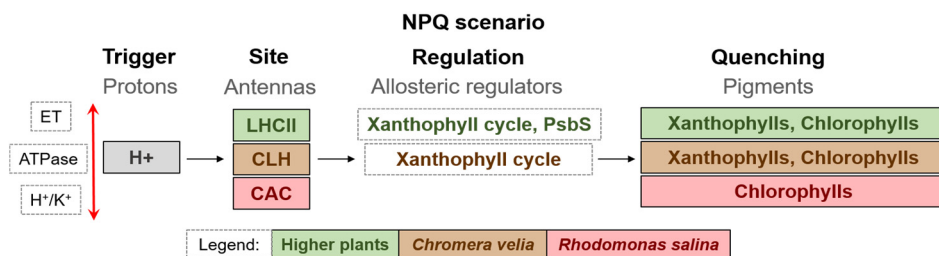 NPQ scenario
Trigger
Protons
Site
Antennas
Regulation
Allosteric regulators
Quenching
Pigments
ET
ATPase
H⁺/K⁺
H+
LHCII
CLH
CAC
Xanthophyll cycle, PsbS
Xanthophyll cycle
Xanthophylls, Chlorophylls
Xanthophylls, Chlorophylls
Chlorophylls
Legend: Higher plants Chromera velia Rhodomonas salina